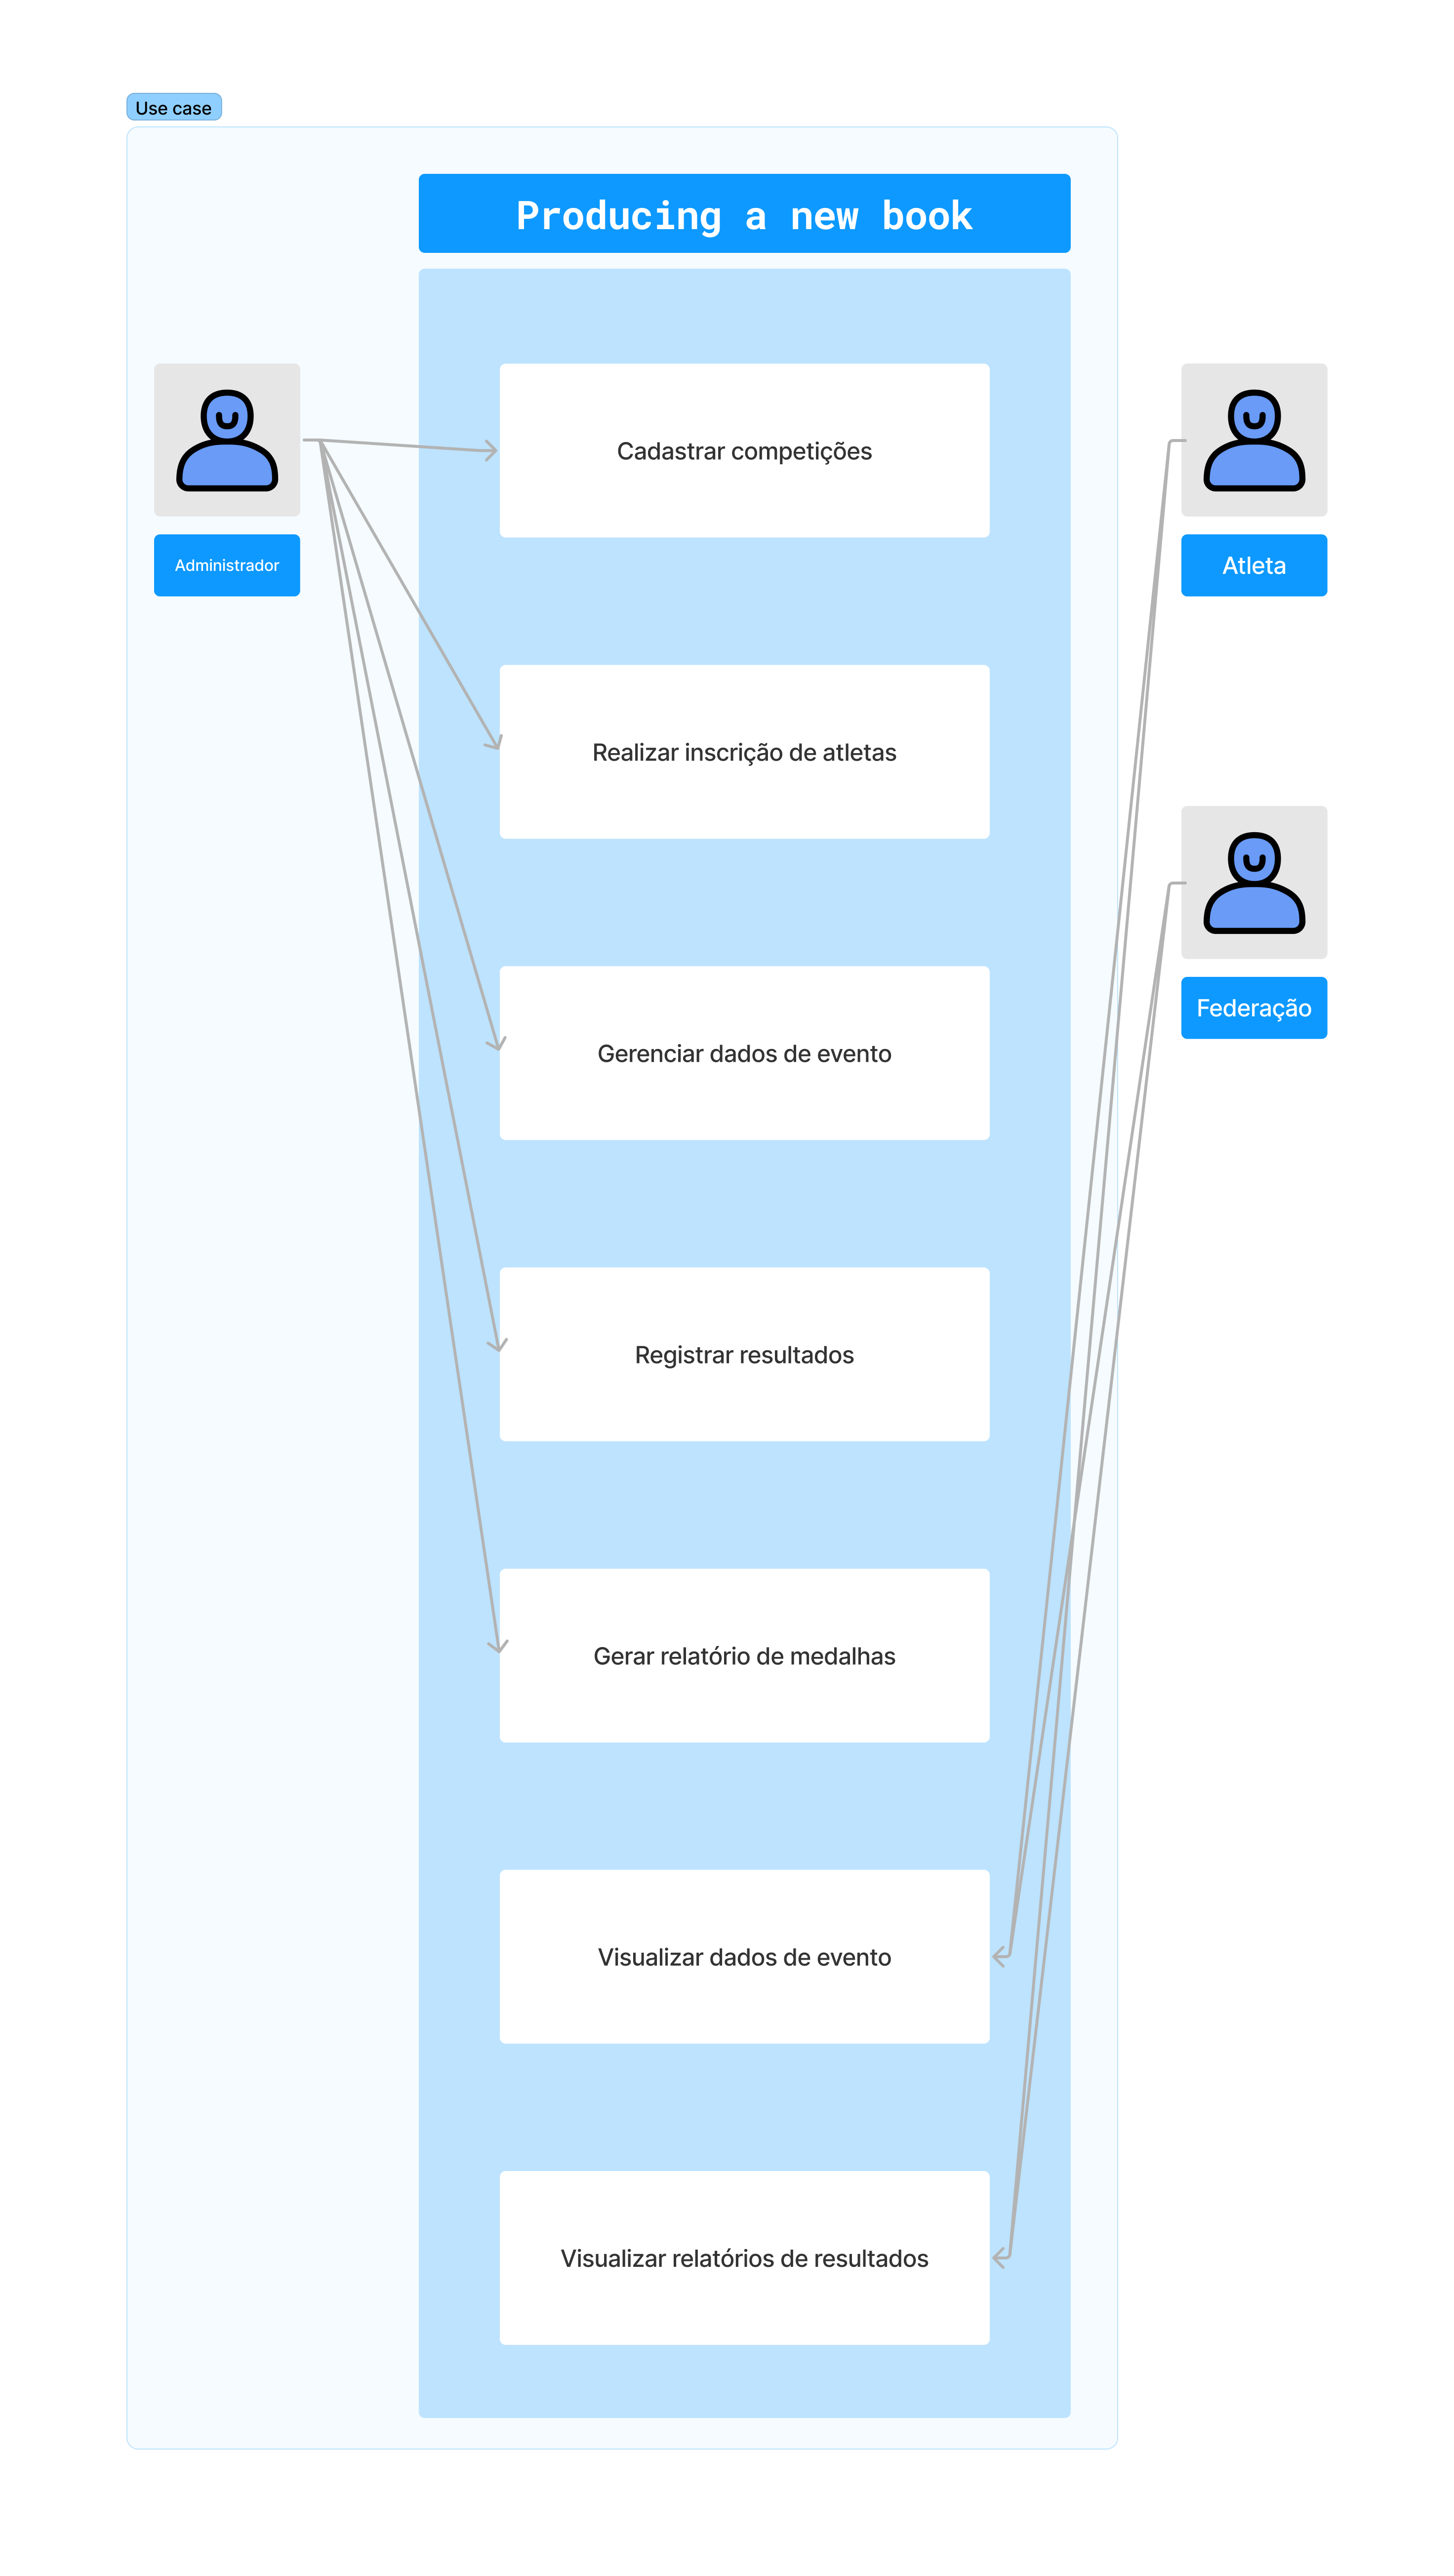 Use case
Producing a new book
Cadastrar competições
Administrador
Atleta
Realizar inscrição de atletas
Federação
Gerenciar dados de evento
Registrar resultados
Gerar relatório de medalhas
Visualizar dados de evento
Visualizar relatórios de resultados